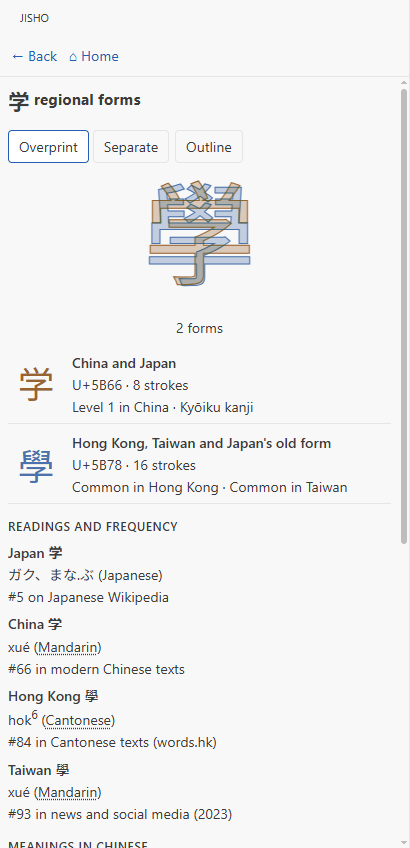 JISHO
← Back ⌂ Home
学 regional forms
Overprint Separate Outline
學
2 forms
学
China and Japan
U+5B66 · 8 strokes
Level 1 in China · Kyōiku kanji
學
Hong Kong, Taiwan and Japan's old form
U+5B78 · 16 strokes
Common in Hong Kong · Common in Taiwan
READINGS AND FREQUENCY
Japan 学
ガク、まな.ぶ (Japanese)
#5 on Japanese Wikipedia
China 学
xué (Mandarin)
#66 in modern Chinese texts
Hong Kong 學
hok⁶ (Cantonese)
#84 in Cantonese texts (words.hk)
Taiwan 學
xué (Mandarin)
#93 in news and social media (2023)
MEANINGS IN CHINESE